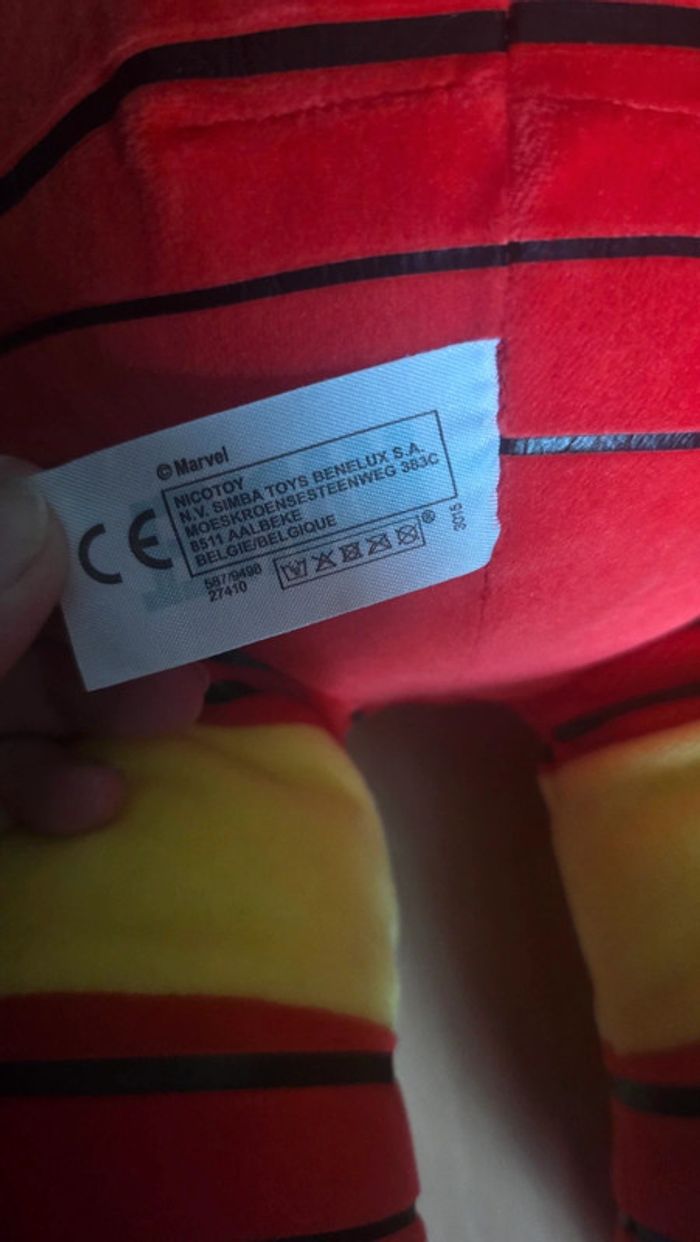 © Marvel
CE
NICOTOY
N.V. SIMBA TOYS BENELUX S.A.
MOESKROENSESTEENWEG 383C
8511 AALBEKE
BELGIE/BELGIQUE
587/9498
27410
®
3015